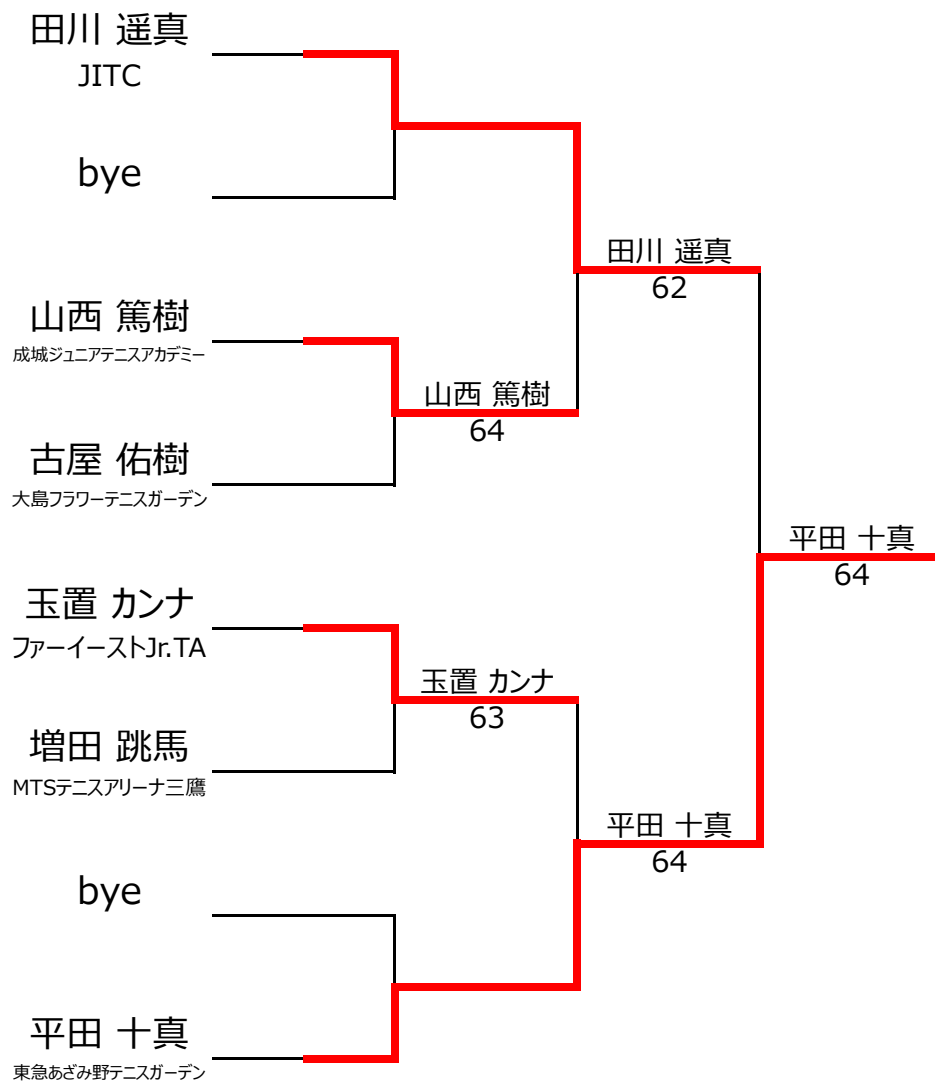 田川 遥真
JITC
bye
山西 篤樹
成城ジュニアテニスアカデミー
古屋 佑樹
大島フラワーテニスガーデン
玉置 カンナ
ファーイーストJr.TA
増田 跳馬
MTSテニスアリーナ三鷹
bye
平田 十真
東急あざみ野テニスガーデン
山西 篤樹
64
玉置 カンナ
63
田川 遥真
62
平田 十真
64
平田 十真
64